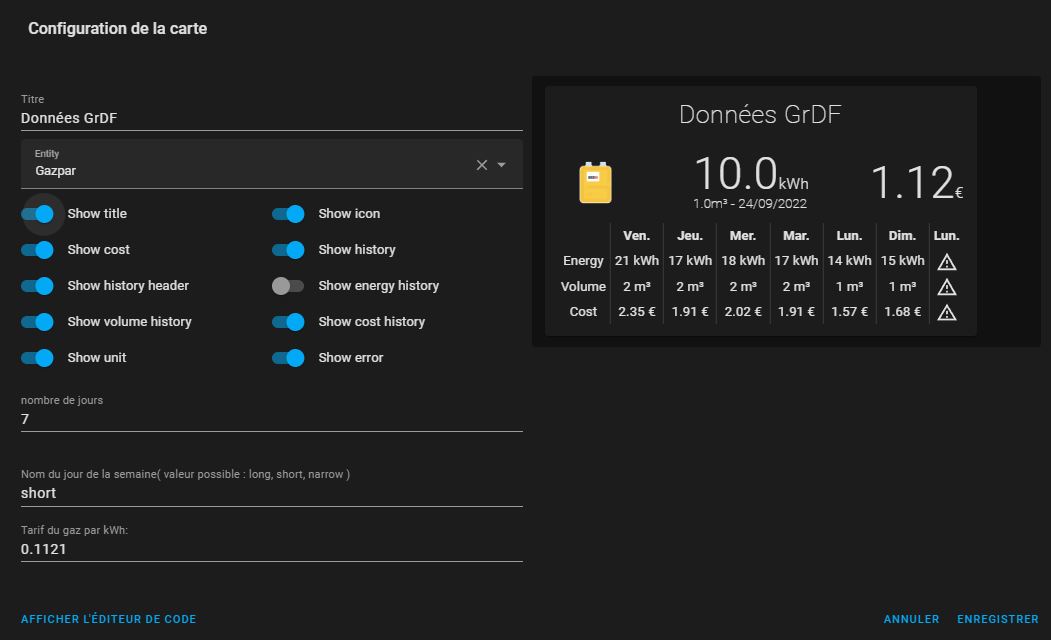 Configuration de la carte
Titre
Données GrDF
Entity
Gazpar
Show title
Show icon
Show cost
Show history
Show history header
Show energy history
Show volume history
Show cost history
Show unit
Show error
nombre de jours
7
Nom du jour de la semaine( valeur possible : long, short, narrow )
short
Tarif du gaz par kWh:
0.1121
Données GrDF
10.0kWh
1.0m³ - 24/09/2022
1.12€
Ven. Jeu. Mer. Mar. Lun. Dim. Lun.
Energy 21 kWh 17 kWh 18 kWh 17 kWh 14 kWh 15 kWh
Volume 2 m³ 2 m³ 2 m³ 2 m³ 1 m³ 1 m³
Cost 2.35 € 1.91 € 2.02 € 1.91 € 1.57 € 1.68 €
AFFICHER L'ÉDITEUR DE CODE
ANNULER ENREGISTRER